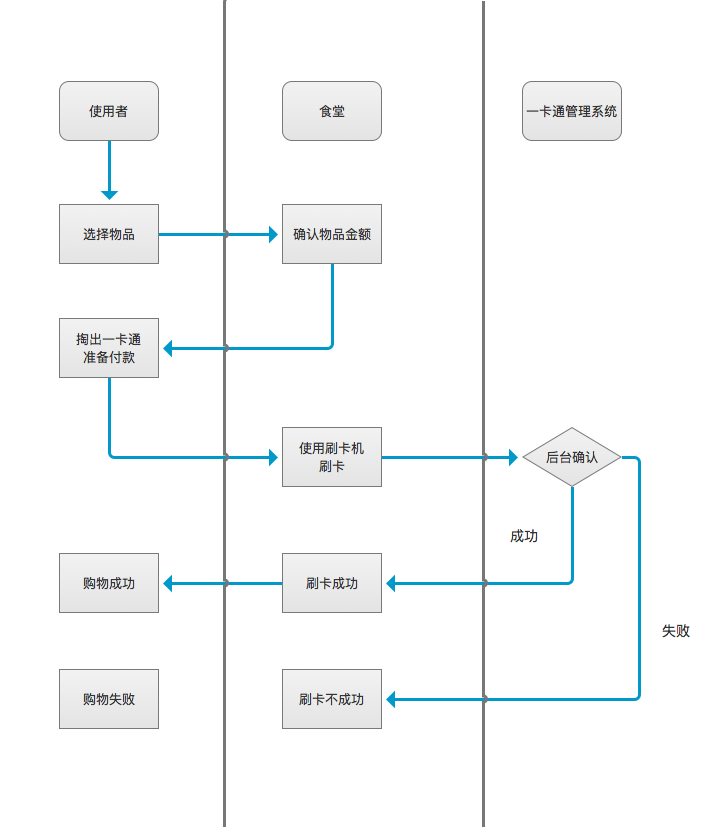 使用者
食堂
一卡通管理系统
选择物品
确认物品金额
掏出一卡通
准备付款
使用刷卡机
刷卡
后台确认
成功
购物成功
刷卡成功
失败
购物失败
刷卡不成功